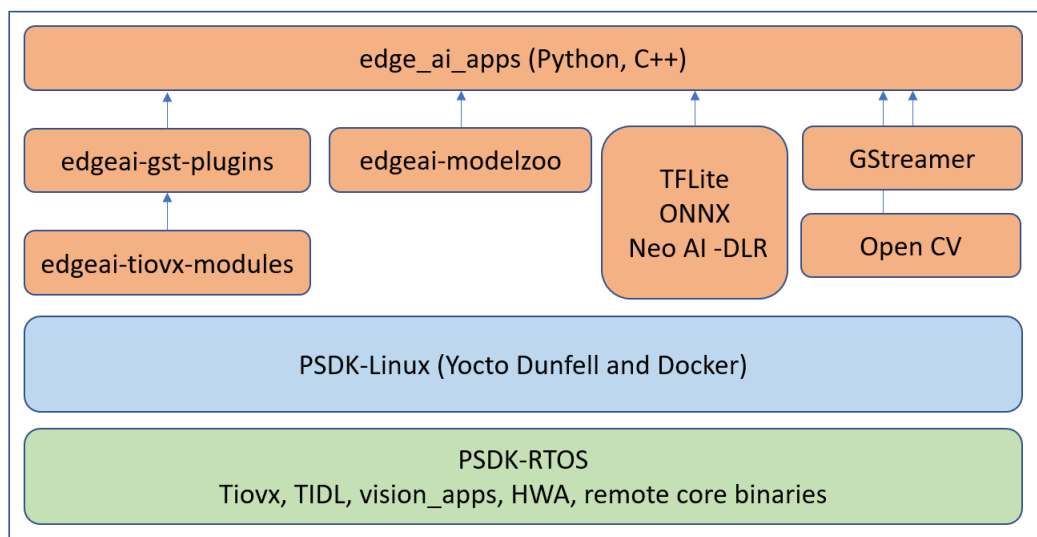 edge_ai_apps (Python, C++)
edgeai-gst-plugins
edgeai-modelzoo
TFLite
ONNX
Neo AI -DLR
GStreamer
edgeai-tiovx-modules
Open CV
PSDK-Linux (Yocto Dunfell and Docker)
PSDK-RTOS
Tiovx, TIDL, vision_apps, HWA, remote core binaries